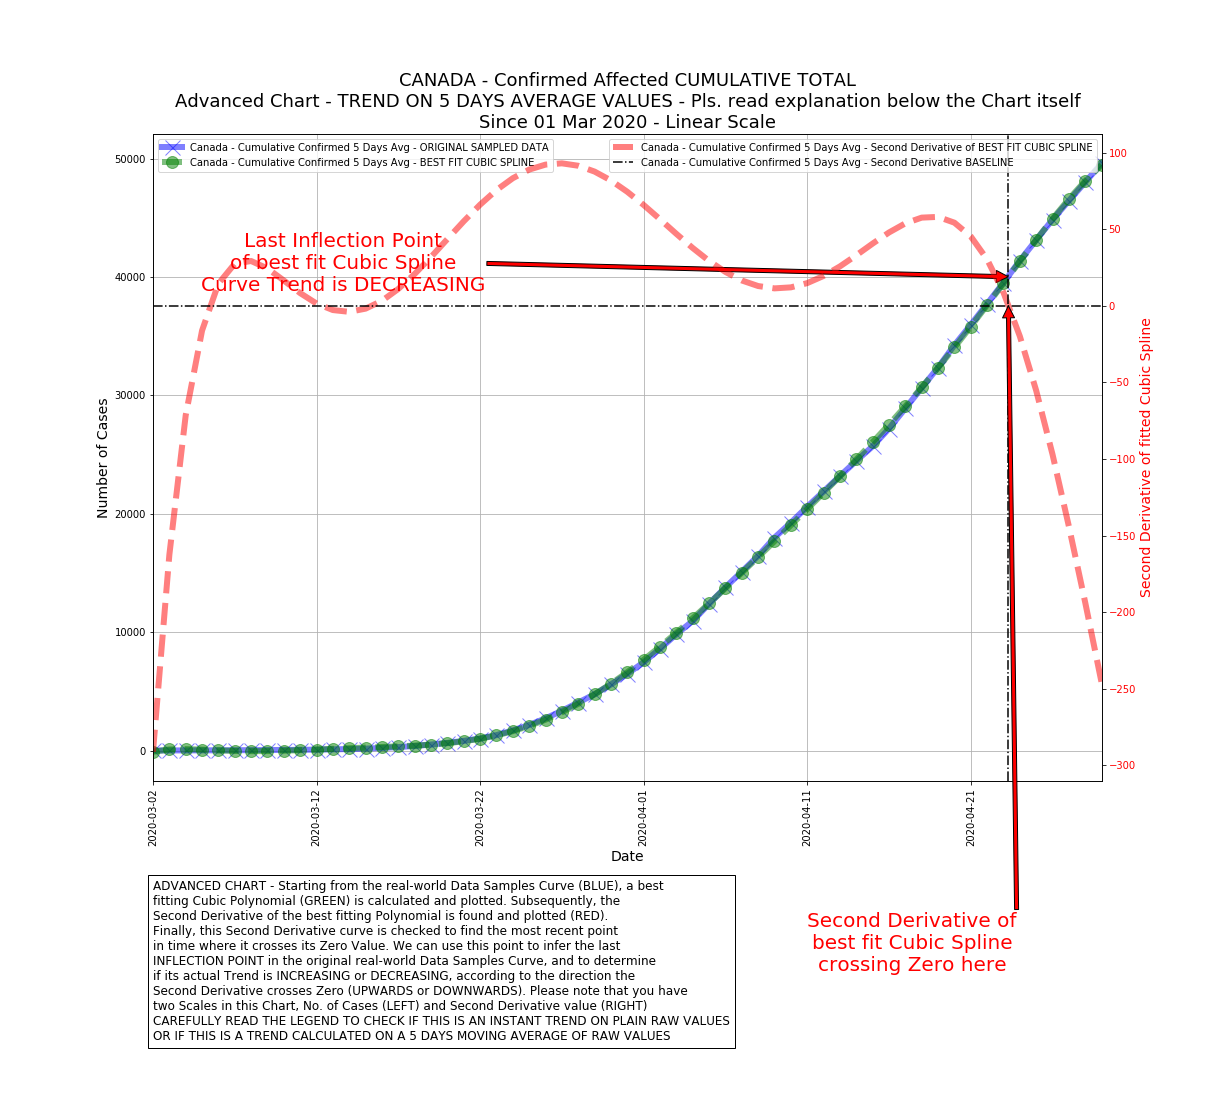 CANADA - Confirmed Affected CUMULATIVE TOTAL
Advanced Chart - TREND ON 5 DAYS AVERAGE VALUES - Pls. read explanation below the Chart itself
Since 01 Mar 2020 - Linear Scale
Canada - Cumulative Confirmed 5 Days Avg - ORIGINAL SAMPLED DATA
Canada - Cumulative Confirmed 5 Days Avg - BEST FIT CUBIC SPLINE
Canada - Cumulative Confirmed 5 Days Avg - Second Derivative of BEST FIT CUBIC SPLINE
Canada - Cumulative Confirmed 5 Days Avg - Second Derivative BASELINE
Last Inflection Point
of best fit Cubic Spline
Curve Trend is DECREASING
Number of Cases
50000
40000
30000
20000
10000
0
100
50
0
−50
−100
−150
−200
−250
−300
Second Derivative of fitted Cubic Spline
2020-03-02
2020-03-12
2020-03-22
2020-04-01
2020-04-11
2020-04-21
Date
ADVANCED CHART - Starting from the real-world Data Samples Curve (BLUE), a best
fitting Cubic Polynomial (GREEN) is calculated and plotted. Subsequently, the
Second Derivative of the best fitting Polynomial is found and plotted (RED).
Finally, this Second Derivative curve is checked to find the most recent point
in time where it crosses its Zero Value. We can use this point to infer the last
INFLECTION POINT in the original real-world Data Samples Curve, and to determine
if its actual Trend is INCREASING or DECREASING, according to the direction the
Second Derivative crosses Zero (UPWARDS or DOWNWARDS). Please note that you have
two Scales in this Chart, No. of Cases (LEFT) and Second Derivative value (RIGHT)
CAREFULLY READ THE LEGEND TO CHECK IF THIS IS AN INSTANT TREND ON PLAIN RAW VALUES
OR IF THIS IS A TREND CALCULATED ON A 5 DAYS MOVING AVERAGE OF RAW VALUES
Second Derivative of
best fit Cubic Spline
crossing Zero here